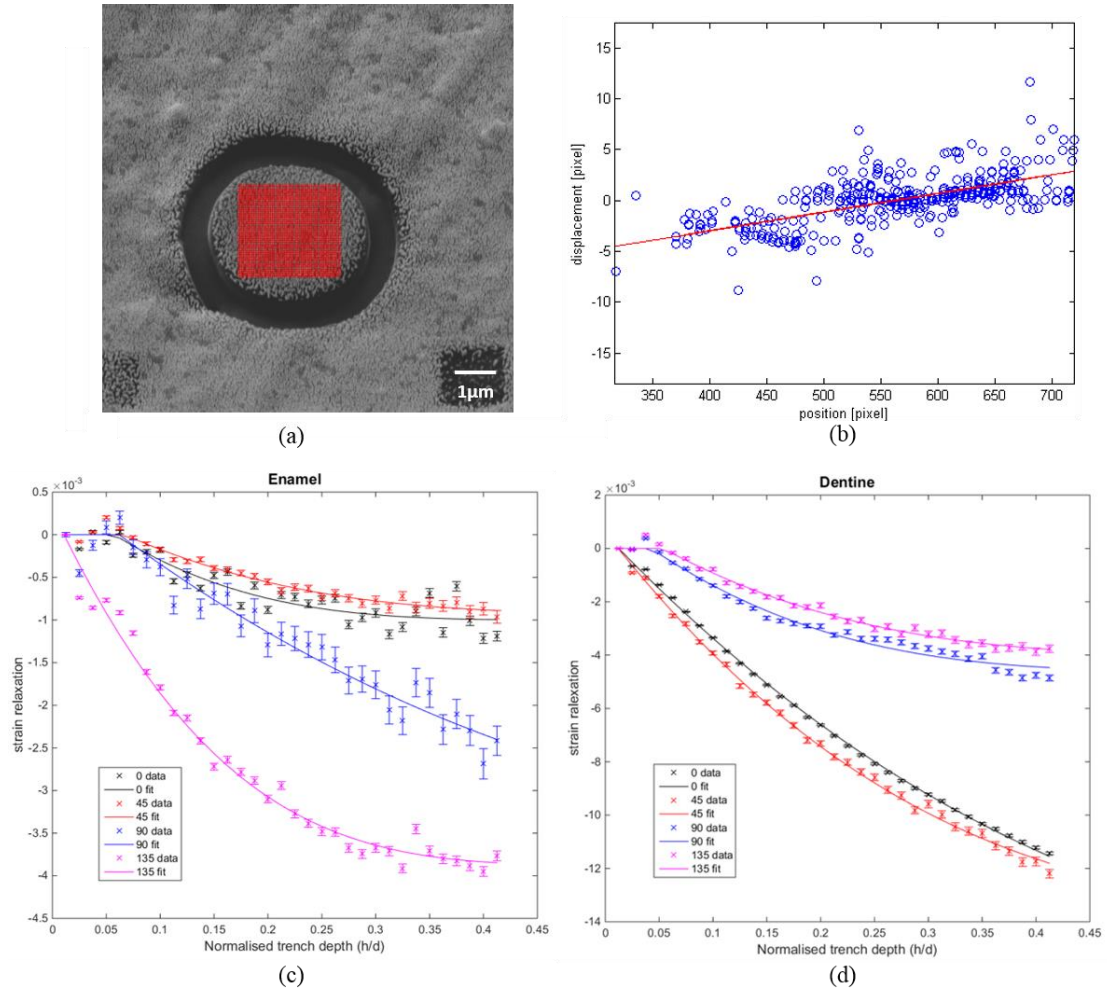 1μm
(a)
15
10
5
0
-5
-10
-15
displacement [pixel]
350 400 450 500 550 600 650 700
position [pixel]
(b)
Enamel
×10⁻³
0.5
0
-0.5
-1
-1.5
-2
-2.5
-3
-3.5
-4
-4.5
strain relaxation
0 data
0 fit
45 data
45 fit
90 data
90 fit
135 data
135 fit
0 0.05 0.1 0.15 0.2 0.25 0.3 0.35 0.4 0.45
Normalised trench depth (h/d)
(c)
Dentine
×10⁻³
2
0
-2
-4
-6
-8
-10
-12
-14
strain ralexation
0 data
0 fit
45 data
45 fit
90 data
90 fit
135 data
135 fit
0 0.05 0.1 0.15 0.2 0.25 0.3 0.35 0.4 0.45
Normalised trench depth (h/d)
(d)